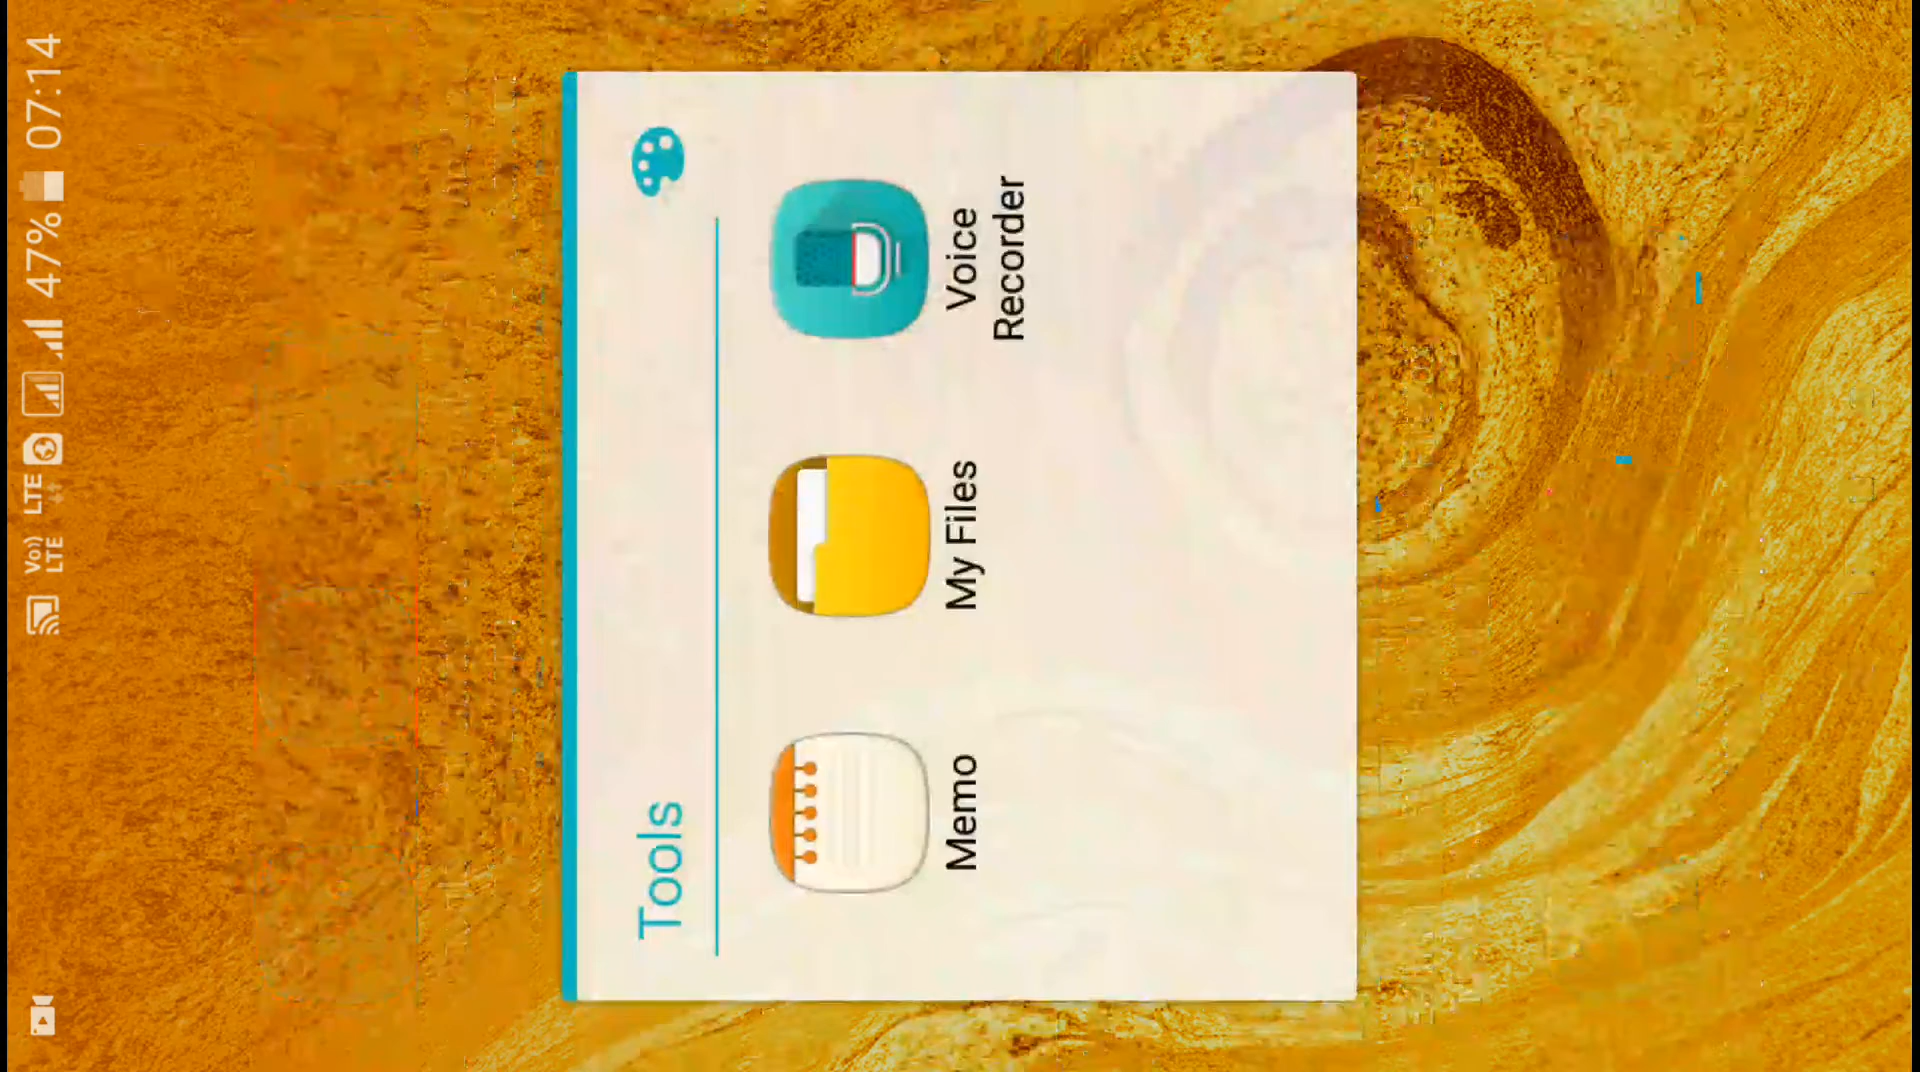 Vo)) LTE
LTE
47%
07:14
Tools
Memo
My Files
Voice
Recorder